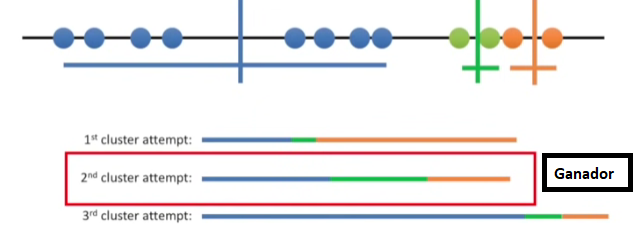 1st cluster attempt:
2nd cluster attempt:
Ganador
3rd cluster attempt: